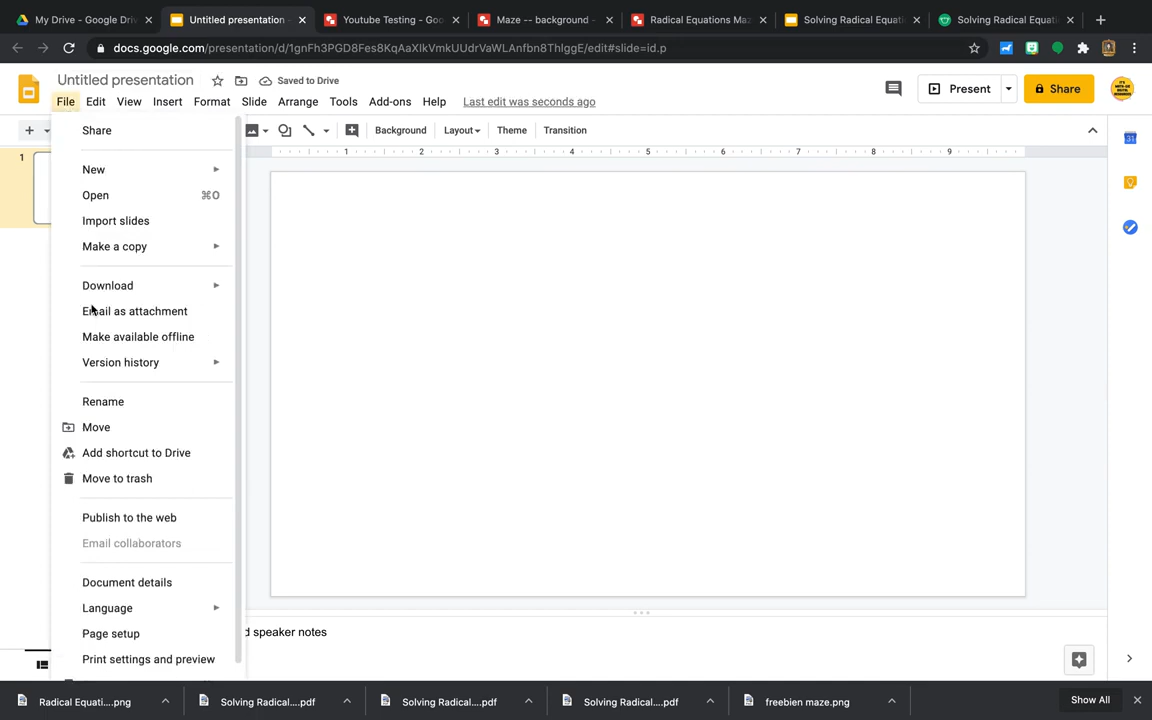 My Drive - Google Driv
Untitled presentation -
Youtube Testing - Goo
Maze -- background -
Radical Equations Maz
Solving Radical Equati
Solving Radical Equati
docs.google.com/presentation/d/1gnFh3PGD8Fes8KqAaXIkVmkUUdrVaWLAnfbn8ThIggE/edit#slide=id.p
Untitled presentation
Saved to Drive
Present
Share
File
Edit
View
Insert
Format
Slide
Arrange
Tools
Add-ons
Help
Last edit was seconds ago
Background
Layout
Theme
Transition
1 2 3 4 5 6 7 8 9
1
31
Share
New
Open ⌘O
Import slides
Make a copy
Download
Email as attachment
Make available offline
Version history
Rename
Move
Add shortcut to Drive
Move to trash
Publish to the web
Email collaborators
Document details
Language
Page setup
Print settings and preview
d speaker notes
Radical Equati....png
Solving Radical....pdf
Solving Radical....pdf
Solving Radical....pdf
freebien maze.png
Show All